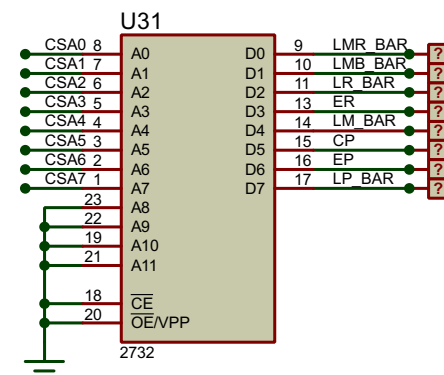 U31
CSA0 8 A0 D0 9 LMR_BAR ?
CSA1 7 A1 D1 10 LMB_BAR ?
CSA2 6 A2 D2 11 LR_BAR ?
CSA3 5 A3 D3 13 ER ?
CSA4 4 A4 D4 14 LM_BAR ?
CSA5 3 A5 D5 15 CP ?
CSA6 2 A6 D6 16 EP ?
CSA7 1 A7 D7 17 LP_BAR ?
23 A8
22 A9
19 A10
21 A11
18 CE
20 OE/VPP
2732